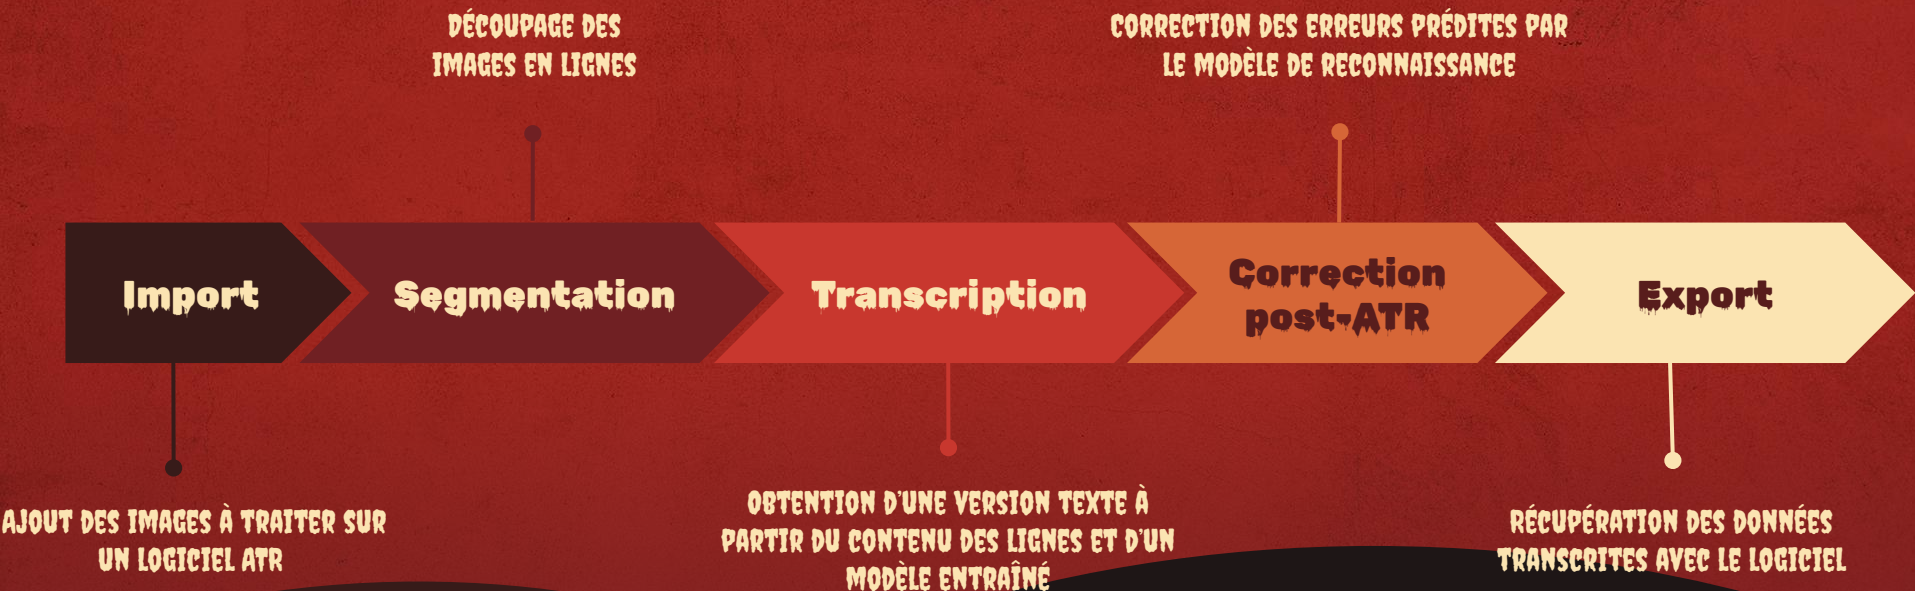 DÉCOUPAGE DES
IMAGES EN LIGNES
CORRECTION DES ERREURS PRÉDITES PAR
LE MODÈLE DE RECONNAISSANCE
Import
Segmentation
Transcription
Correction
post-ATR
Export
AJOUT DES IMAGES À TRAITER SUR
UN LOGICIEL ATR
OBTENTION D'UNE VERSION TEXTE À
PARTIR DU CONTENU DES LIGNES ET D'UN
MODÈLE ENTRAÎNÉ
RÉCUPÉRATION DES DONNÉES
TRANSCRITES AVEC LE LOGICIEL